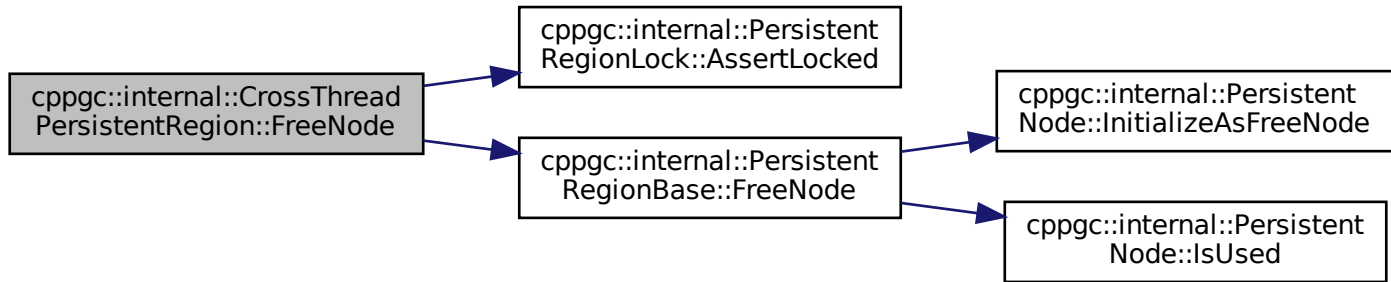 cppgc::internal::CrossThread
PersistentRegion::FreeNode
cppgc::internal::Persistent
RegionLock::AssertLocked
cppgc::internal::Persistent
RegionBase::FreeNode
cppgc::internal::Persistent
Node::InitializeAsFreeNode
cppgc::internal::Persistent
Node::IsUsed